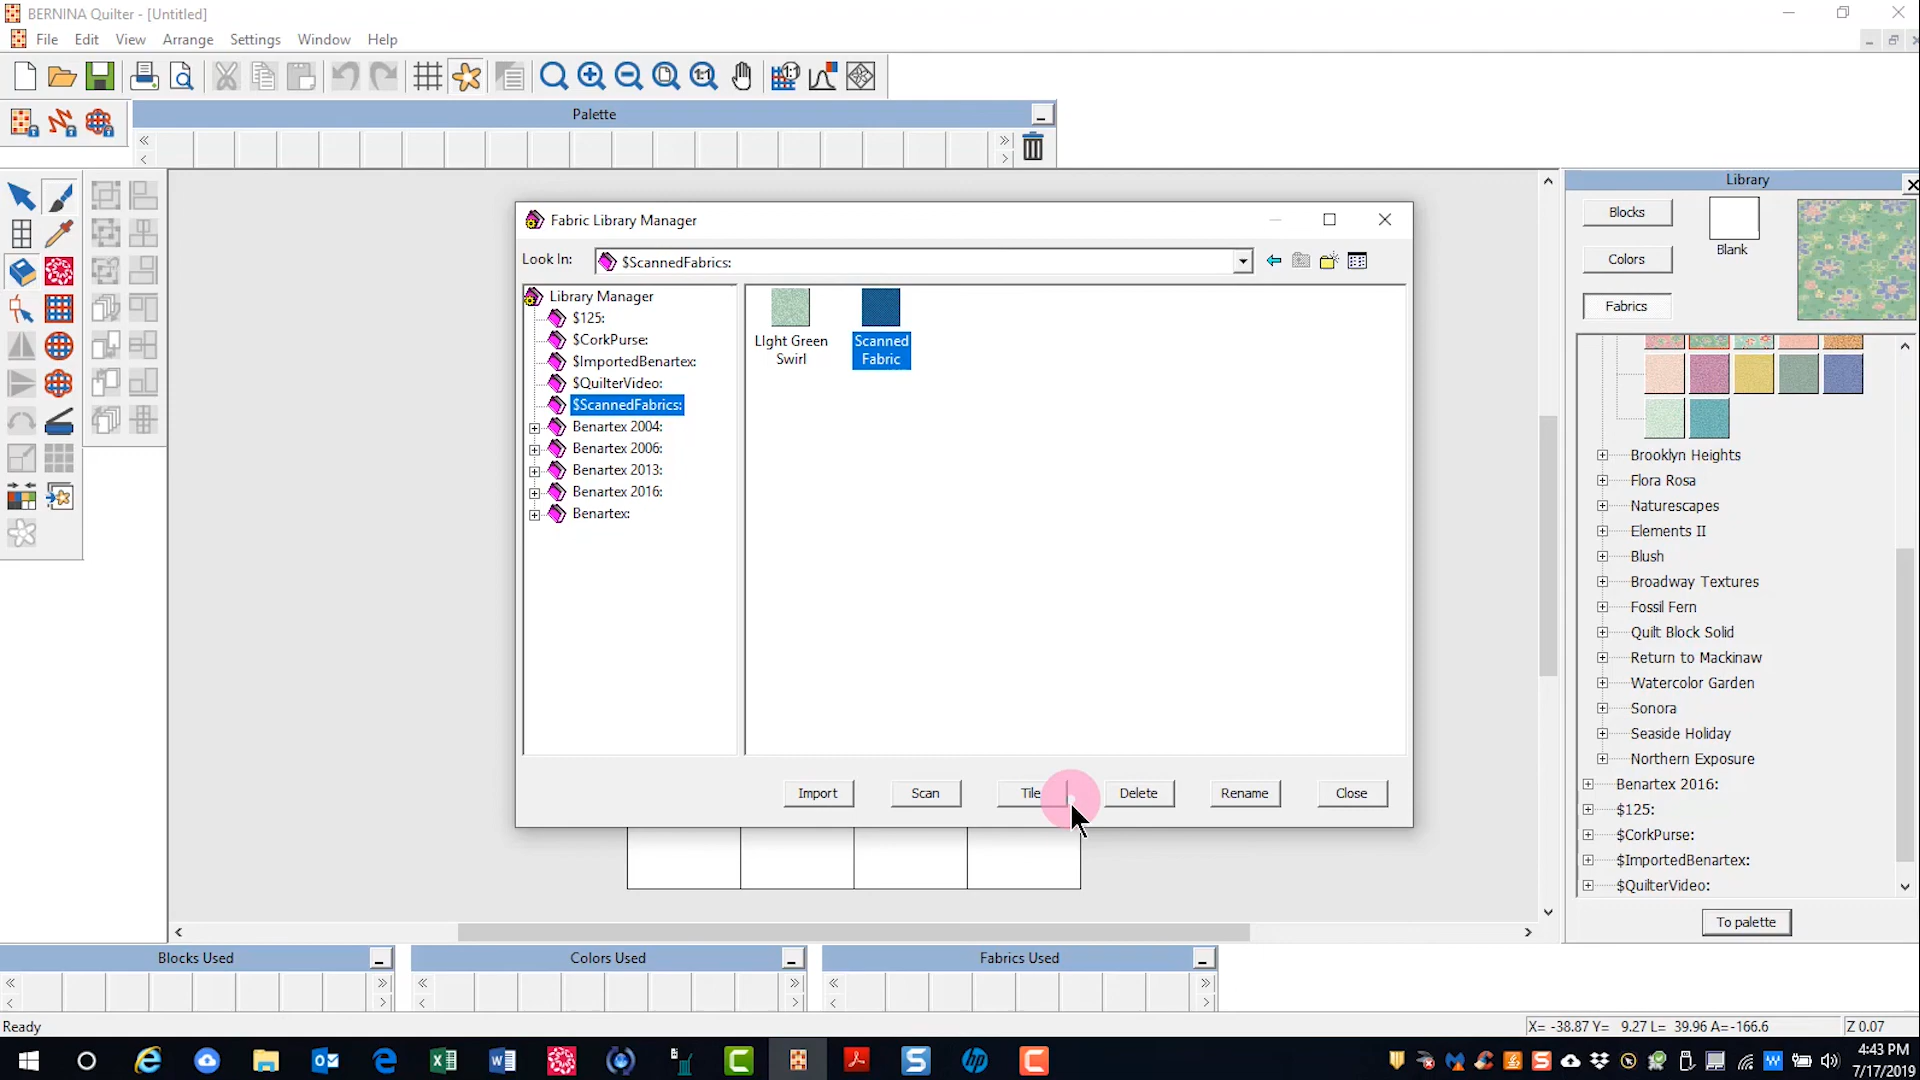 BERNINA Quilter - [Untitled]
File Edit View Arrange Settings Window Help
Palette
Library
Blocks
Blank
Colors
Fabrics
Fabric Library Manager
Look In: $ScannedFabrics:
Library Manager
$125:
$CorkPurse:
$ImportedBenartex:
$QuilterVideo:
$ScannedFabrics:
Benartex 2004:
Benartex 2006:
Benartex 2013:
Benartex 2016:
Benartex:
LIght Green
Swirl
Scanned
Fabric
Import Scan Tile Delete Rename Close
Brooklyn Heights
Flora Rosa
Naturescapes
Elements II
Blush
Broadway Textures
Fossil Fern
Quilt Block Solid
Return to Mackinaw
Watercolor Garden
Sonora
Seaside Holiday
Northern Exposure
Benartex 2016:
$125:
$CorkPurse:
$ImportedBenartex:
$QuilterVideo:
To palette
Blocks Used Colors Used Fabrics Used
Ready
X= -38.87 Y= 9.27 L= 39.96 A=-166.6 Z 0.07
4:43 PM
7/17/2019